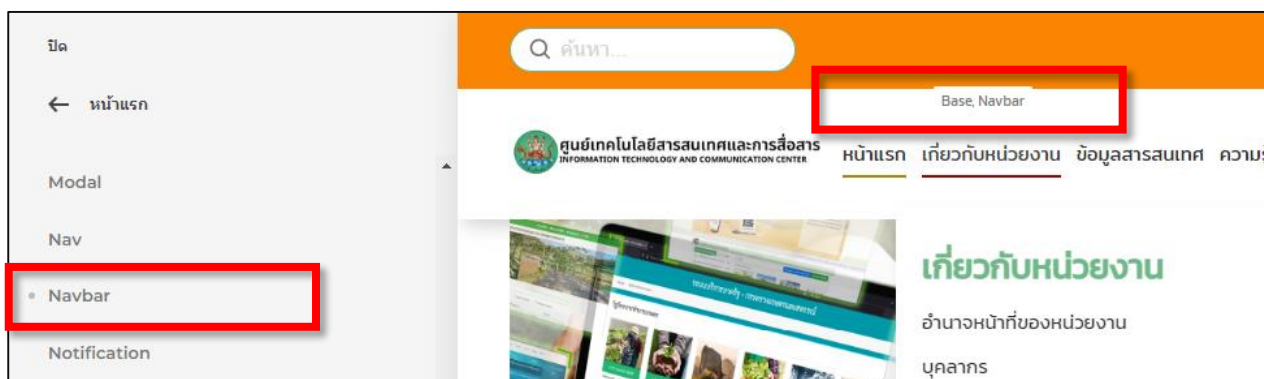 ปิด
← หน้าแรก
Modal
Nav
Navbar
Notification
ค้นหา...
Base, Navbar
ศูนย์เทคโนโลยีสารสนเทศและการสื่อสาร
INFORMATION TECHNOLOGY AND COMMUNICATION CENTER
หน้าแรก เกี่ยวกับหน่วยงาน ข้อมูลสารสนเทศ
เกี่ยวกับหน่วยงาน
อำนาจหน้าที่ของหน่วยงาน
บุคลากร